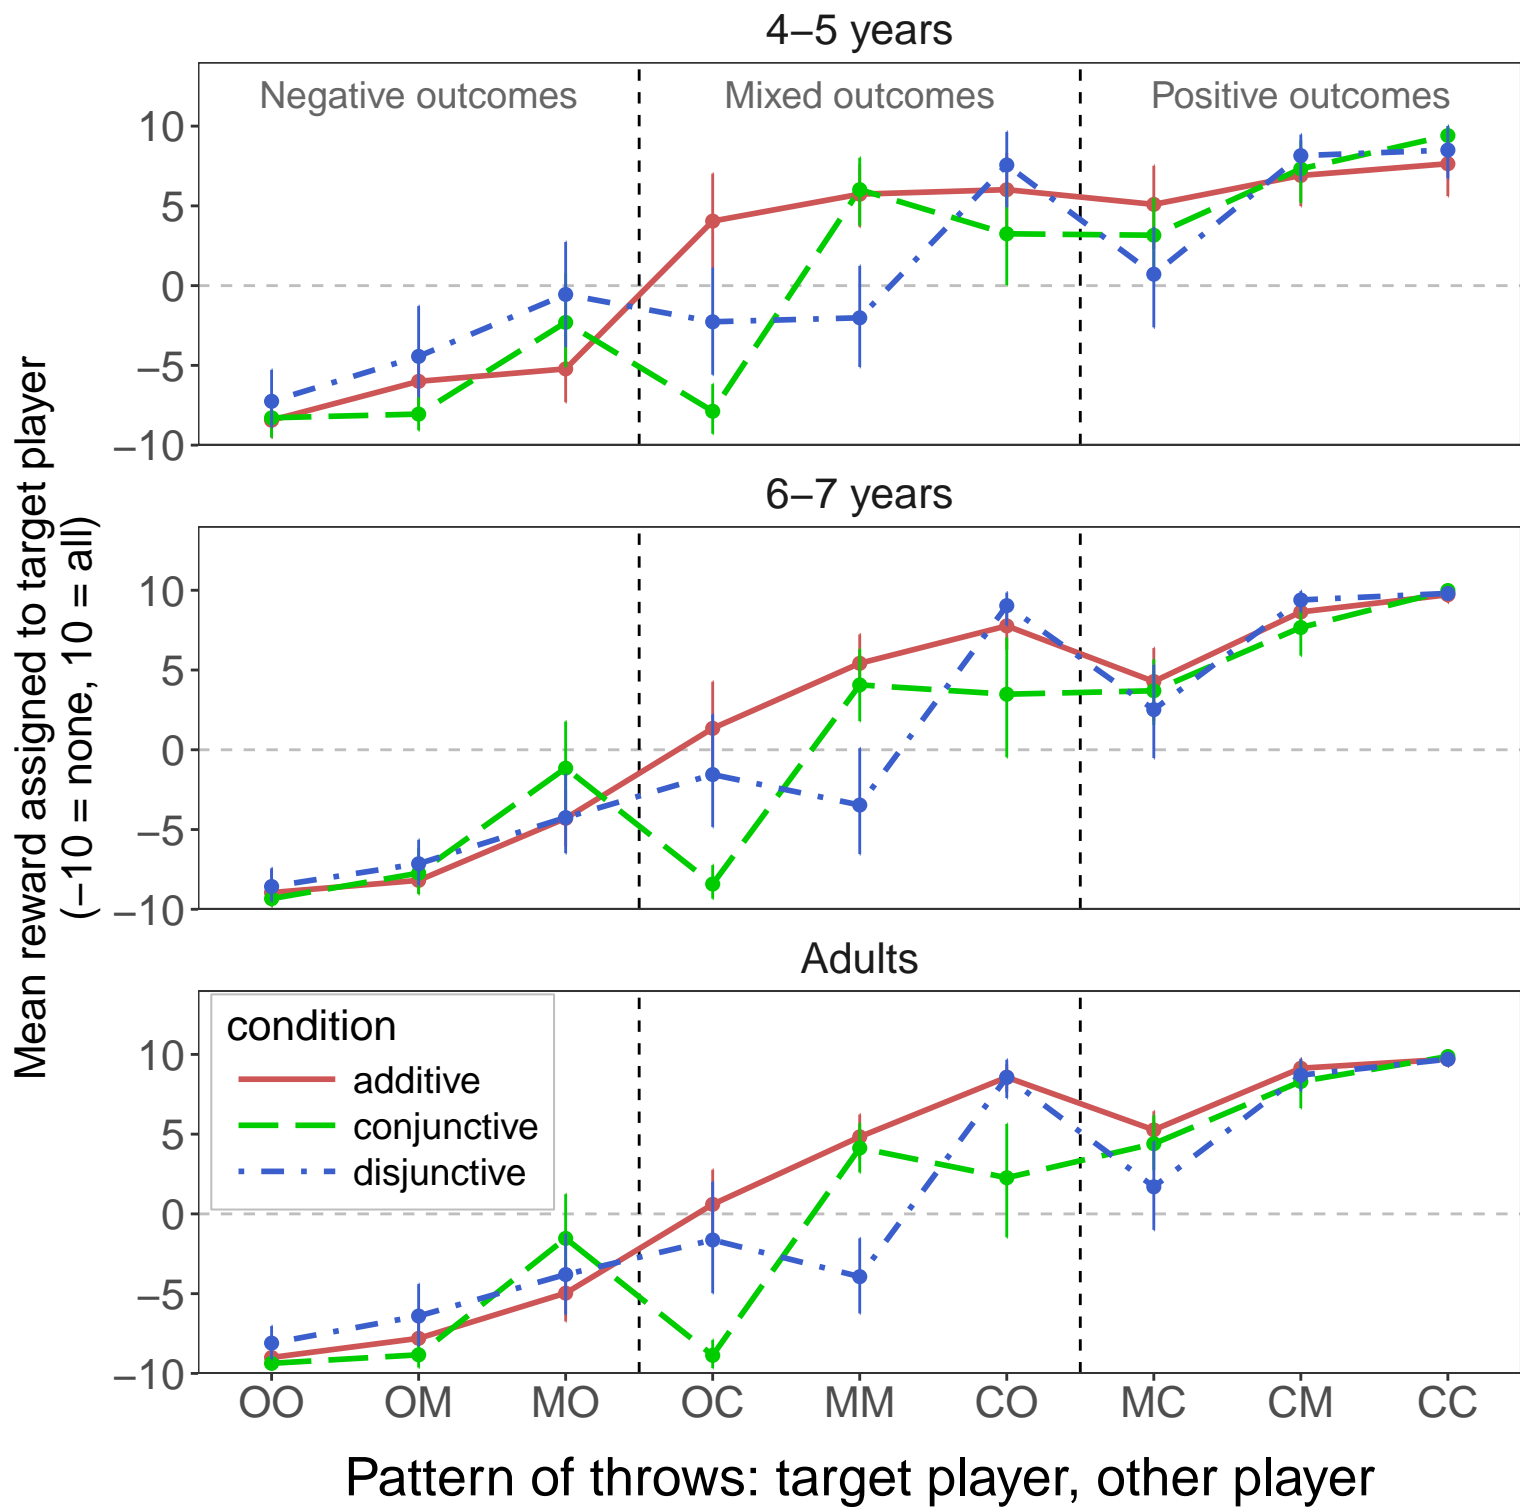 4–5 years
Negative outcomes
Mixed outcomes
Positive outcomes
10
5
0
−5
−10
6–7 years
10
5
0
−5
−10
Mean reward assigned to target player
(−10 = none, 10 = all)
Adults
condition
additive
conjunctive
disjunctive
10
5
0
−5
−10
OO OM MO OC MM CO MC CM CC
Pattern of throws: target player, other player